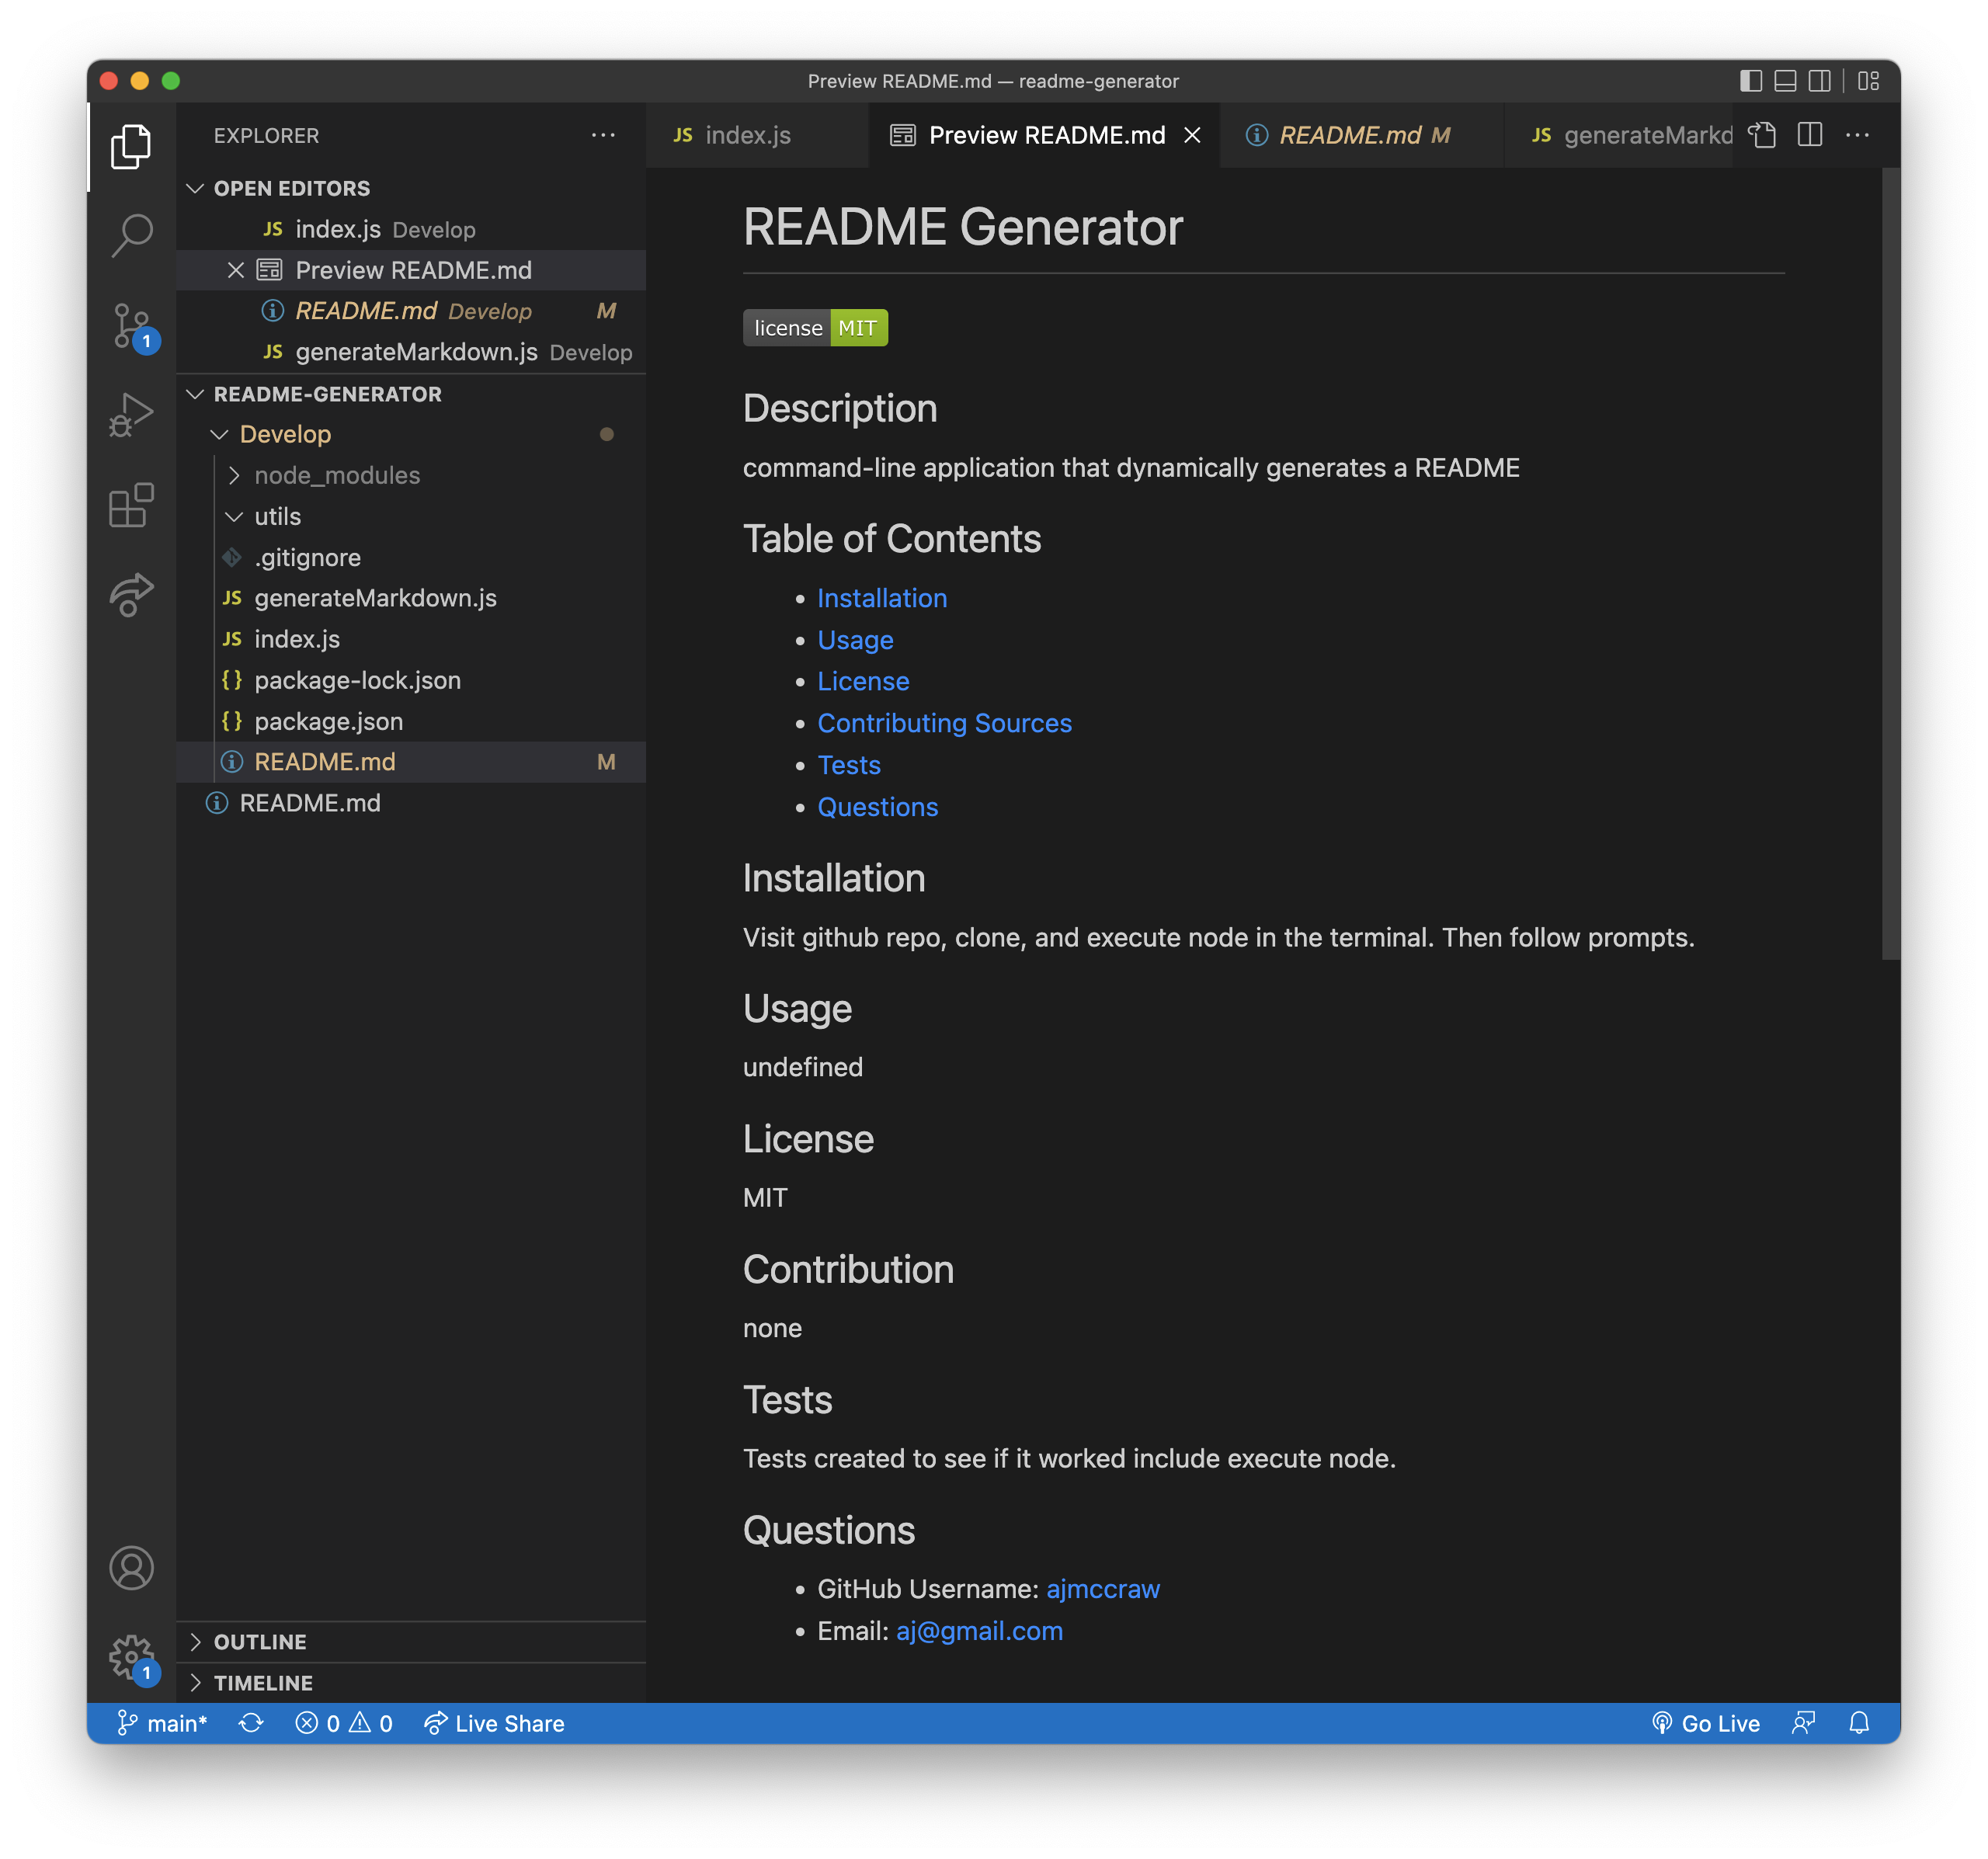 Preview README.md — readme-generator
EXPLORER
OPEN EDITORS
JS index.js Develop
Preview README.md
README.md Develop M
JS generateMarkdown.js Develop
README-GENERATOR
Develop
node_modules
utils
.gitignore
JS generateMarkdown.js
JS index.js
{} package-lock.json
{} package.json
README.md M
README.md
OUTLINE
TIMELINE
1
1
JS index.js
Preview README.md
README.md M
JS generateMarkd
README Generator
license MIT
Description
command-line application that dynamically generates a README
Table of Contents
• Installation
• Usage
• License
• Contributing Sources
• Tests
• Questions
Installation
Visit github repo, clone, and execute node in the terminal. Then follow prompts.
Usage
undefined
License
MIT
Contribution
none
Tests
Tests created to see if it worked include execute node.
Questions
• GitHub Username: ajmccraw
• Email: aj@gmail.com
main* 0 0 Live Share Go Live